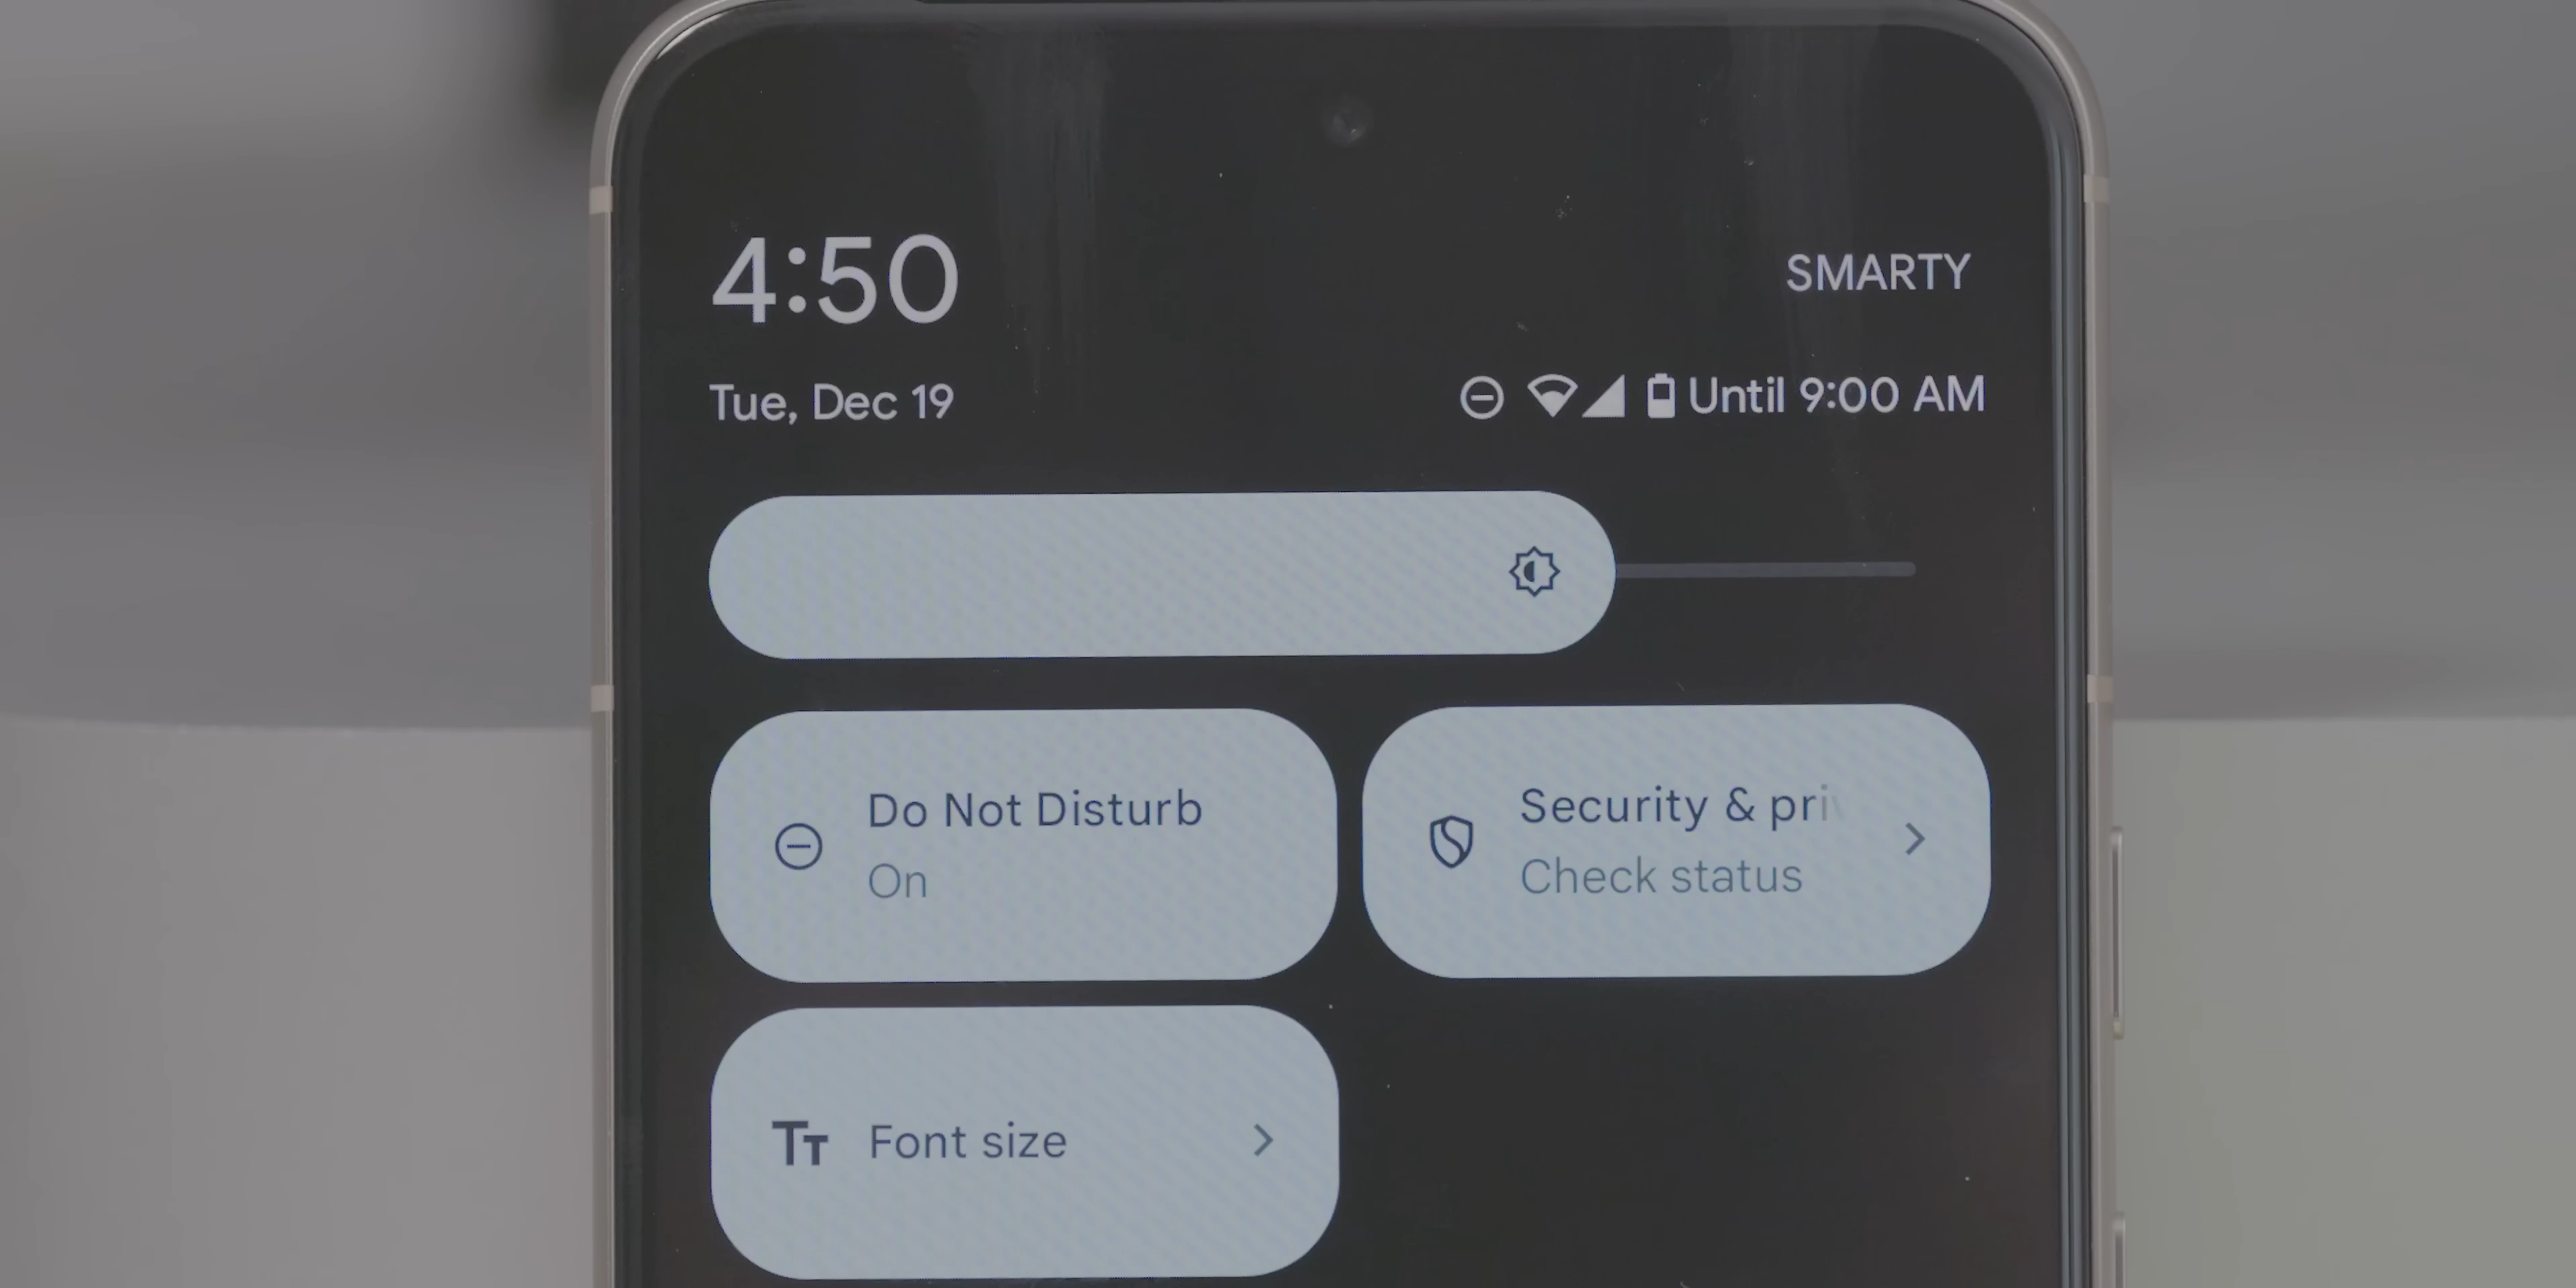 4:50
SMARTY
Tue, Dec 19
Until 9:00 AM
Do Not Disturb
On
Security & pri
Check status
Tt Font size